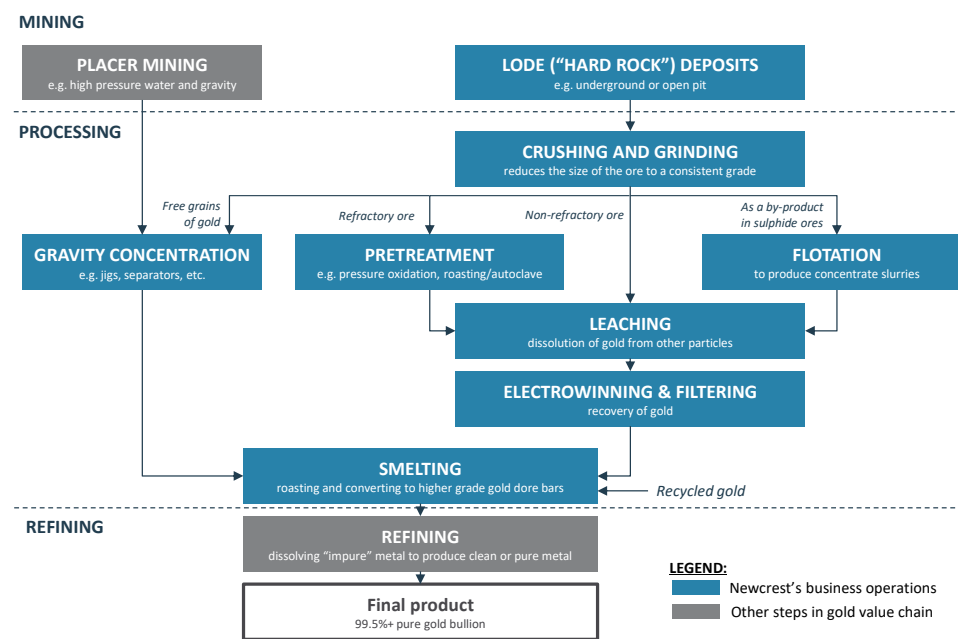 MINING
PLACER MINING
e.g. high pressure water and gravity
LODE (“HARD ROCK”) DEPOSITS
e.g. underground or open pit
PROCESSING
CRUSHING AND GRINDING
reduces the size of the ore to a consistent grade
Free grains
of gold
Refractory ore
Non-refractory ore
As a by-product
in sulphide ores
GRAVITY CONCENTRATION
e.g. jigs, separators, etc.
PRETREATMENT
e.g. pressure oxidation, roasting/autoclave
FLOTATION
to produce concentrate slurries
LEACHING
dissolution of gold from other particles
ELECTROWINNING & FILTERING
recovery of gold
SMELTING
roasting and converting to higher grade gold dore bars
Recycled gold
REFINING
REFINING
dissolving “impure” metal to produce clean or pure metal
Final product
99.5%+ pure gold bullion
LEGEND:
Newcrest’s business operations
Other steps in gold value chain